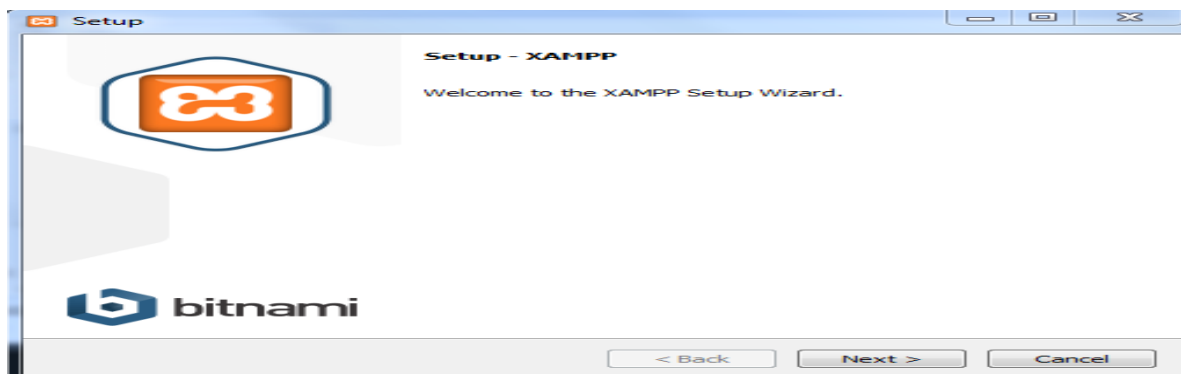 Setup
Setup - XAMPP
Welcome to the XAMPP Setup Wizard.
bitnami
< Back
Next >
Cancel